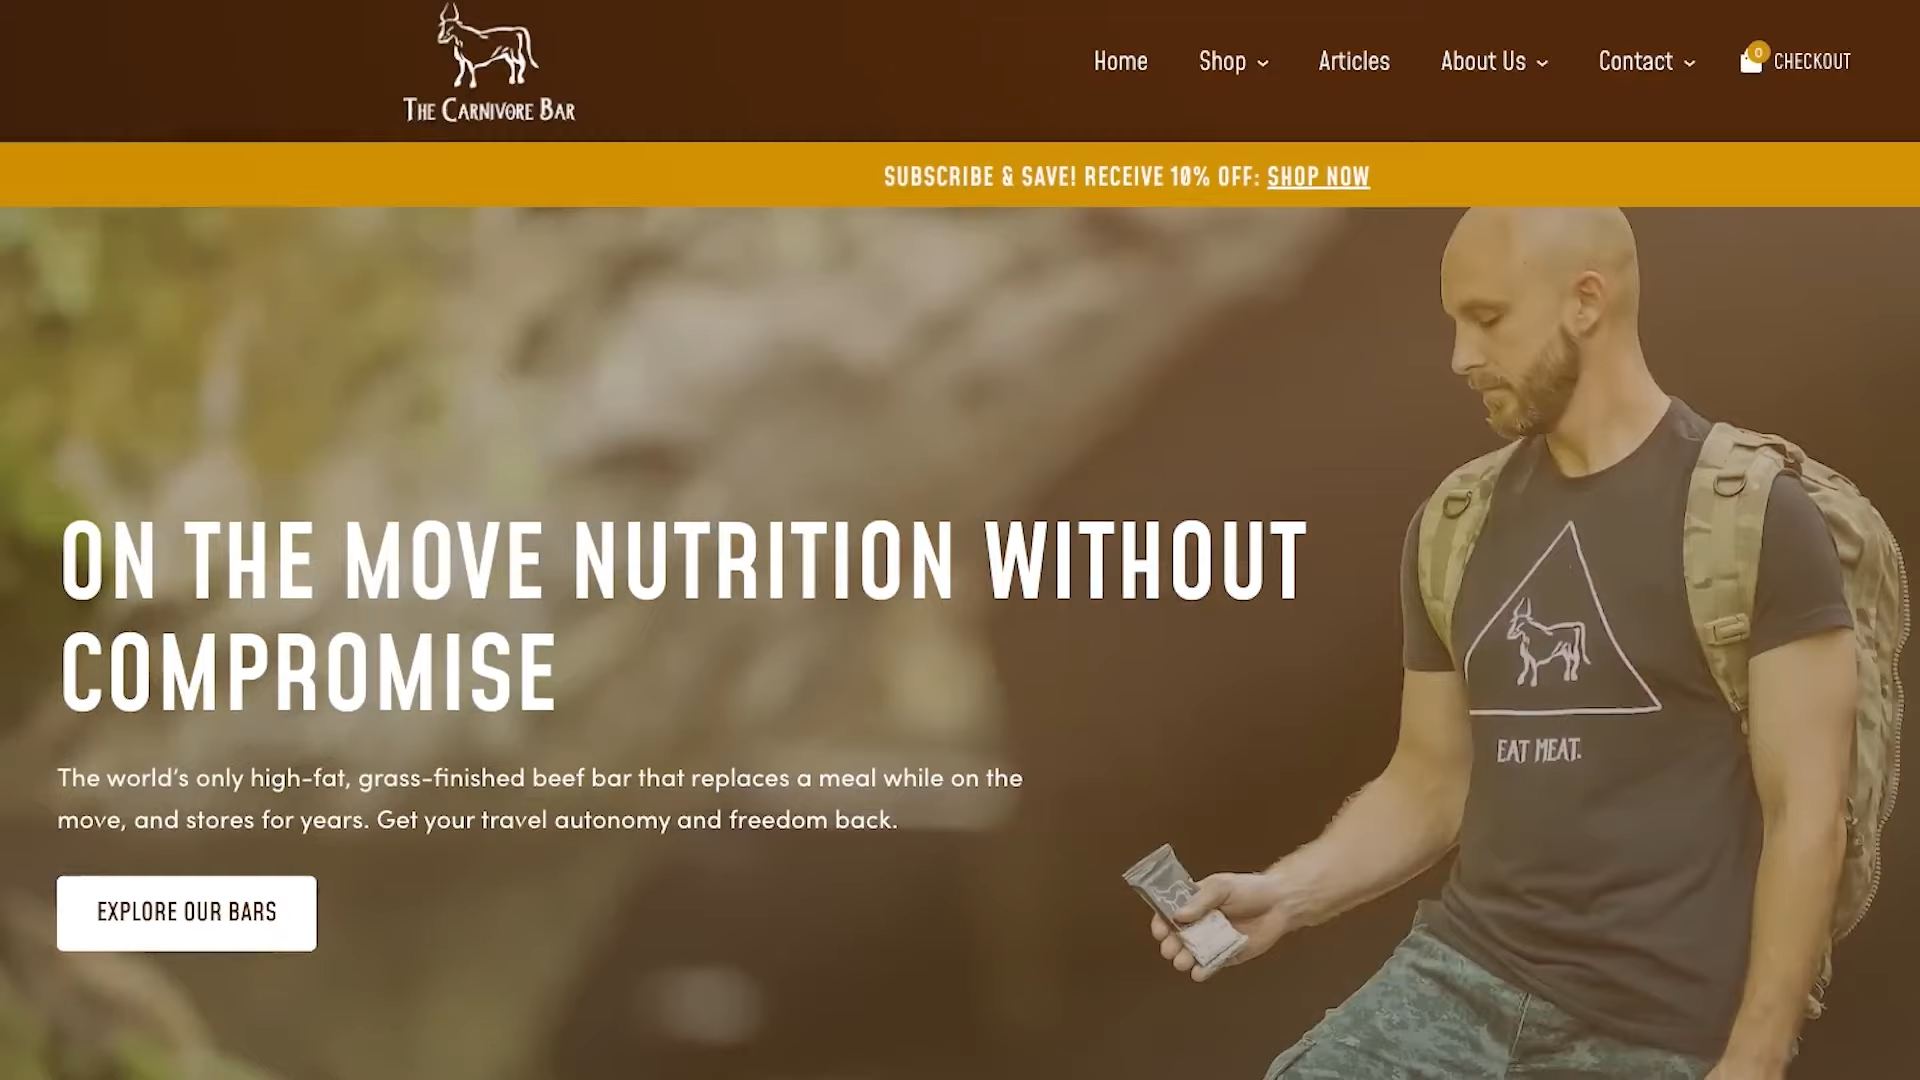 THE CARNIVORE BAR
Home Shop Articles About Us Contact 0 CHECKOUT
SUBSCRIBE & SAVE! RECEIVE 10% OFF: SHOP NOW
ON THE MOVE NUTRITION WITHOUT
COMPROMISE
The world's only high-fat, grass-finished beef bar that replaces a meal while on the
move, and stores for years. Get your travel autonomy and freedom back.
EXPLORE OUR BARS
EAT MEAT.